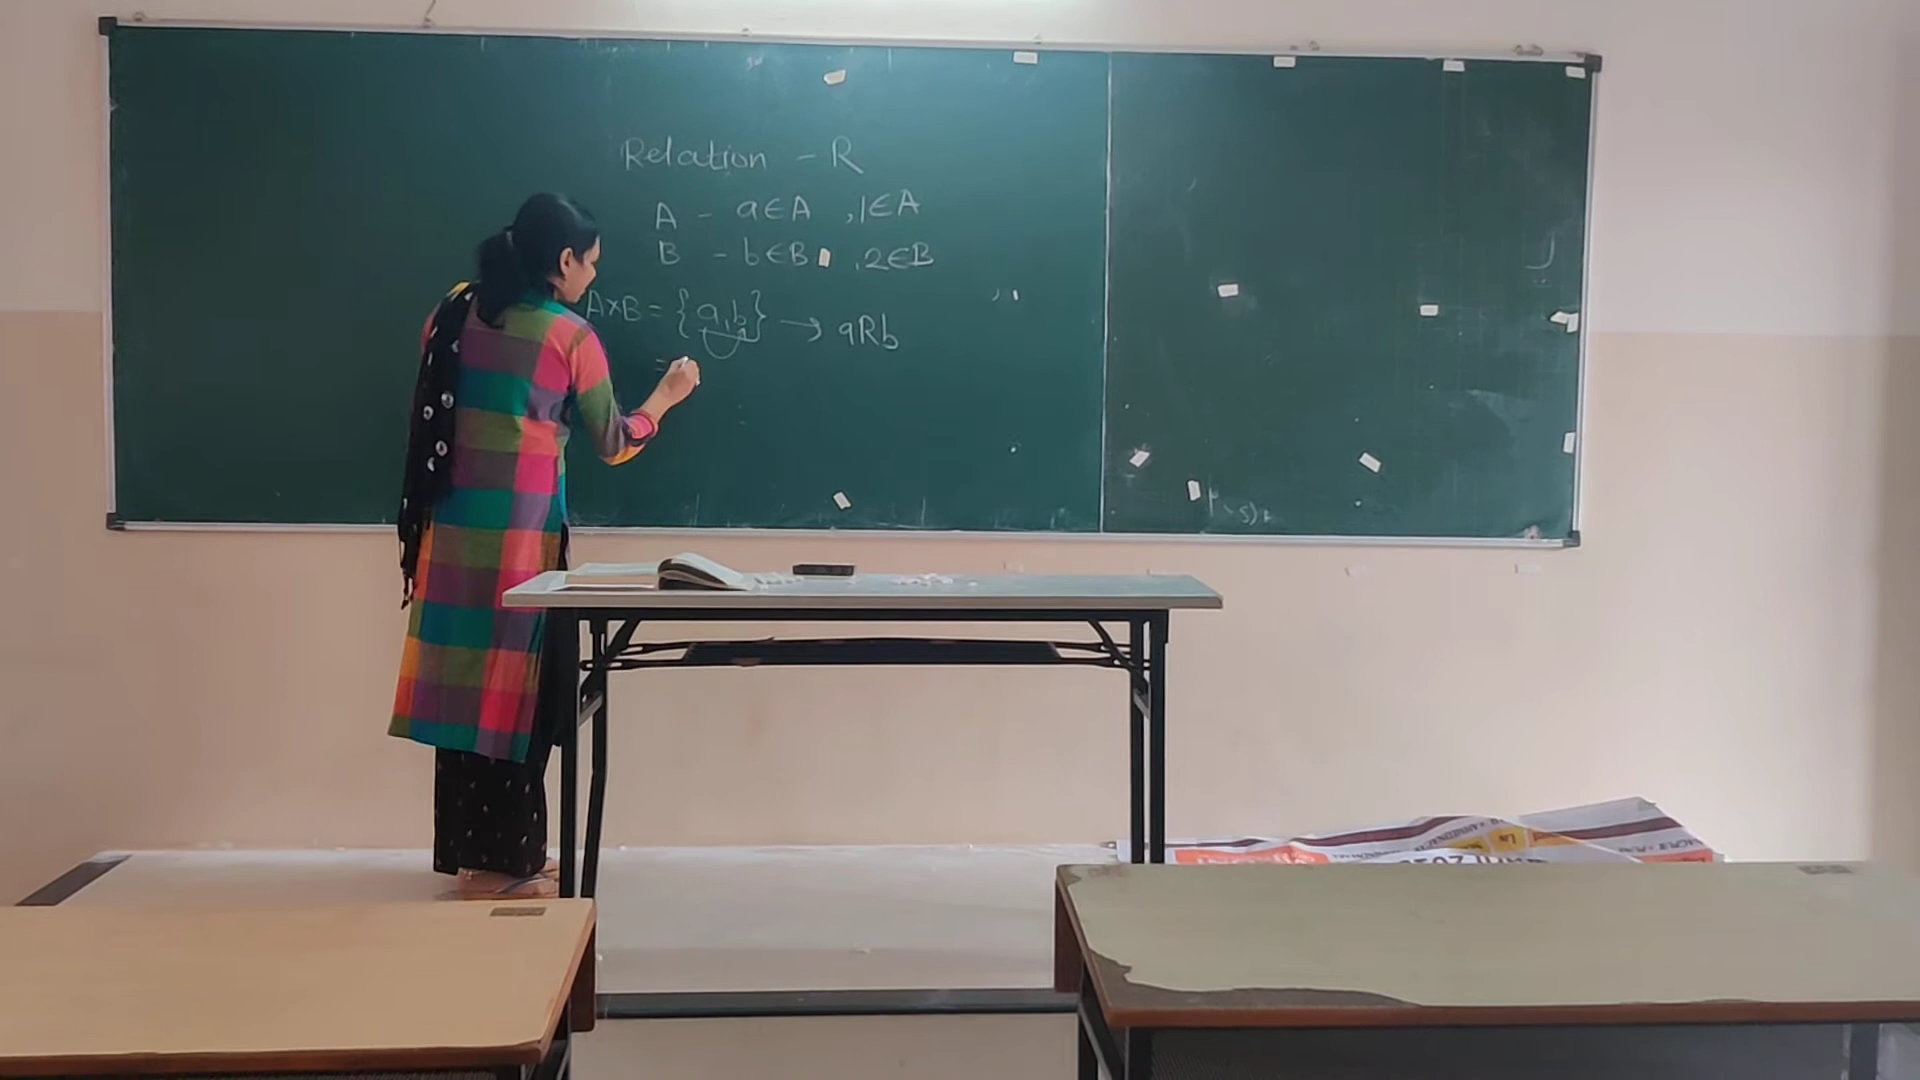 Relation - R
A - a∈A , 1∈A
B - b∈B , 2∈B
A×B = {a,b} → aRb
=